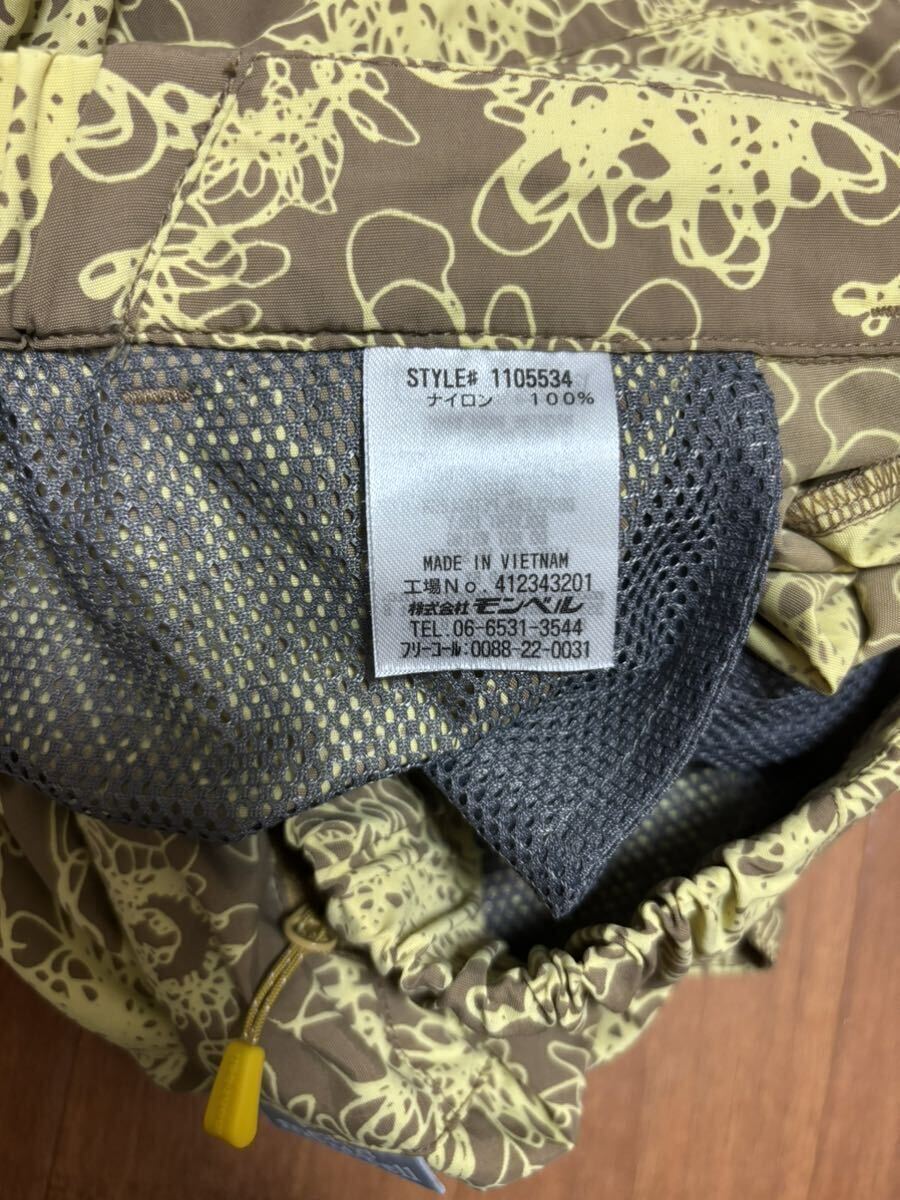 STYLE# 1105534
ナイロン 100%
MADE IN VIETNAM
工場No 412343201
株式会社 モンベル
TEL.06-6531-3544
フリーコール:0088-22-0031